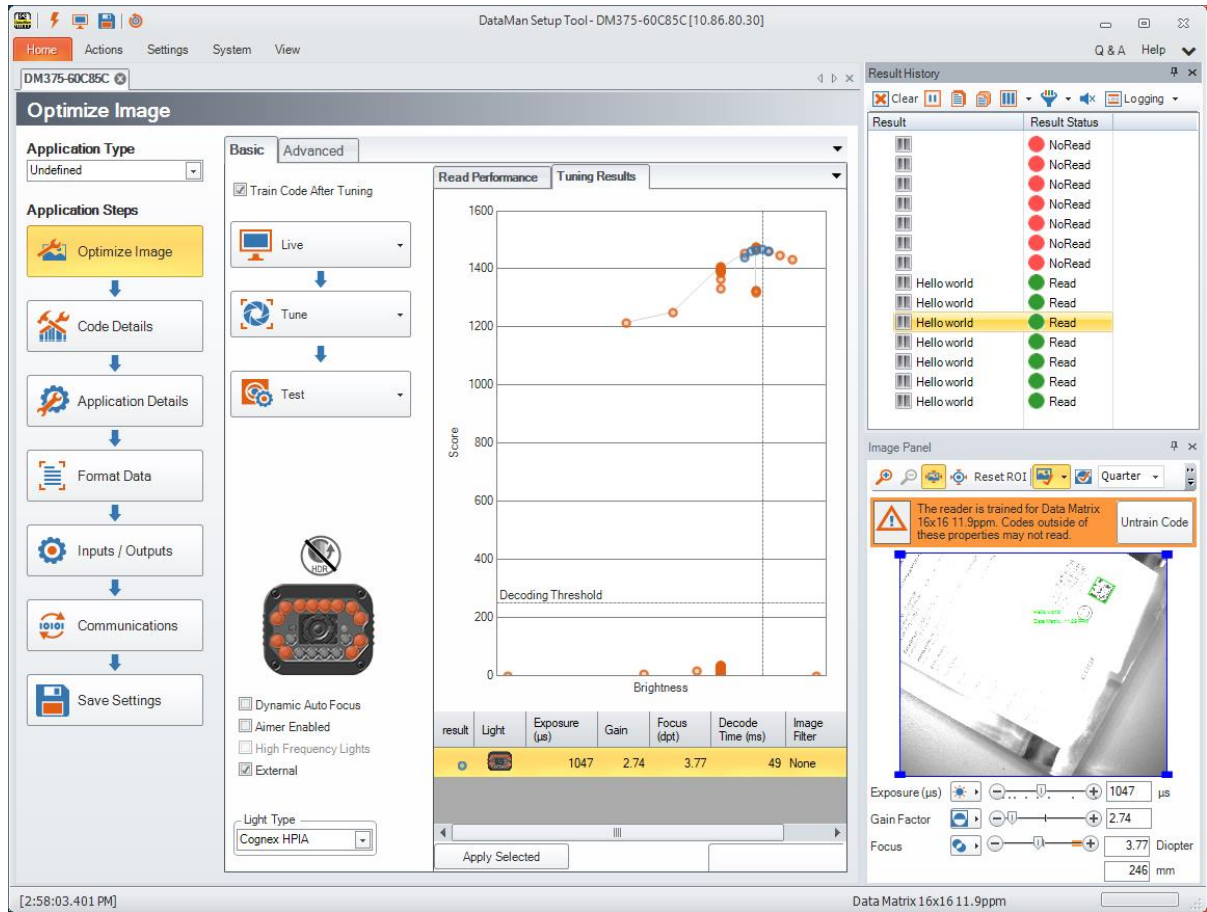 DataMan Setup Tool - DM375-60C85C [10.86.80.30]
Home Actions Settings System View
Q & A Help
DM375-60C85C
Optimize Image
Application Type
Undefined
Application Steps
Optimize Image
Code Details
Application Details
Format Data
Inputs / Outputs
Communications
Save Settings
Basic Advanced
Train Code After Tuning
Live
Tune
Test
HDR
Dynamic Auto Focus
Aimer Enabled
High Frequency Lights
External
Light Type
Cognex HPIA
Read Performance Tuning Results
1600
1400
1200
1000
800
600
400
200
0
Score
Decoding Threshold
Brightness
result Light Exposure (µs) Gain Focus (dpt) Decode Time (ms) Image Filter
1047 2.74 3.77 49 None
Apply Selected
Result History
Clear Logging
Result Result Status
NoRead
NoRead
NoRead
NoRead
NoRead
NoRead
NoRead
Hello world Read
Hello world Read
Hello world Read
Hello world Read
Hello world Read
Hello world Read
Hello world Read
Image Panel
Reset ROI Quarter
The reader is trained for Data Matrix
16x16 11.9ppm. Codes outside of
these properties may not read.
Untrain Code
Hello world
Exposure (µs) 1047 µs
Gain Factor 2.74
Focus 3.77 Diopter
246 mm
[2:58:03.401 PM]
Data Matrix 16x16 11.9ppm